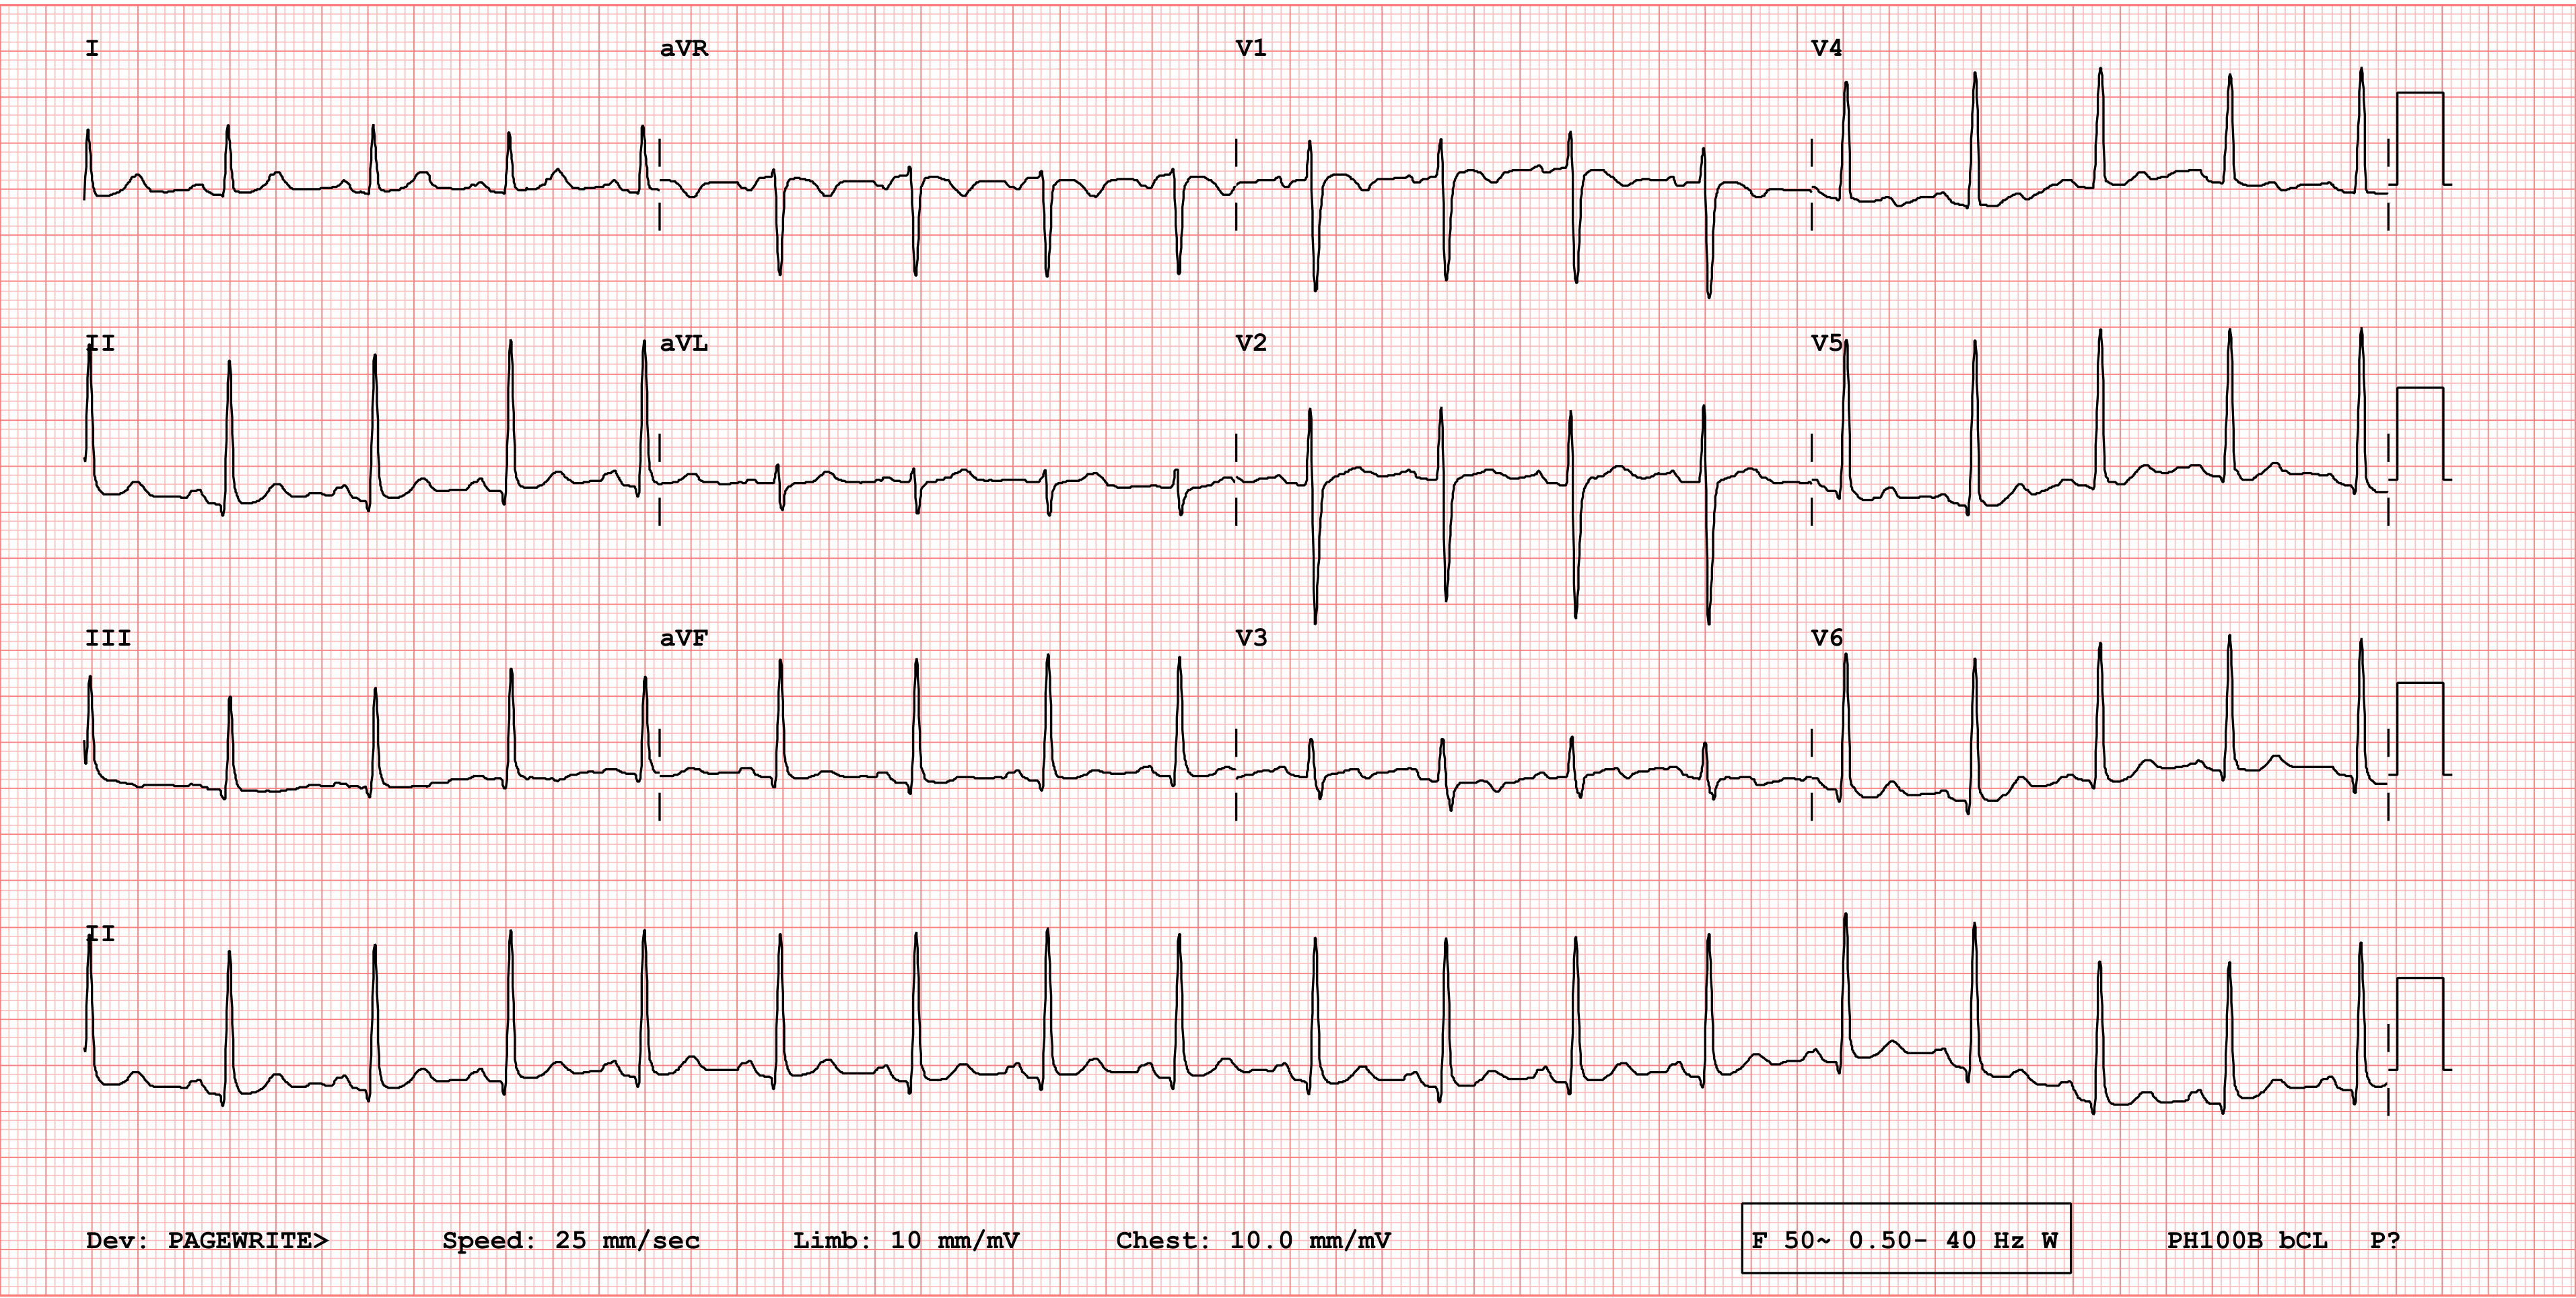 I aVR V1 V4
II aVL V2 V5
III aVF V3 V6
II
Dev: PAGEWRITE> Speed: 25 mm/sec Limb: 10 mm/mV Chest: 10.0 mm/mV F 50~ 0.50- 40 Hz W PH100B bCL P?